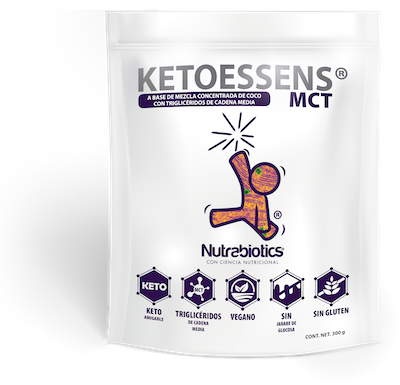 KETOESSENS®
MCT
A BASE DE MEZCLA CONCENTRADA DE COCO
CON TRIGLICÉRIDOS DE CADENA MEDIA
®
Nutrabiotics®
CON CIENCIA NUTRICIONAL
KETO
MCT
KETO
AMIGABLE
TRIGLICÉRIDOS
DE CADENA
MEDIA
VEGANO
SIN
JARABE DE
GLUCOSA
SIN GLUTEN
CONT. NET. 300 g